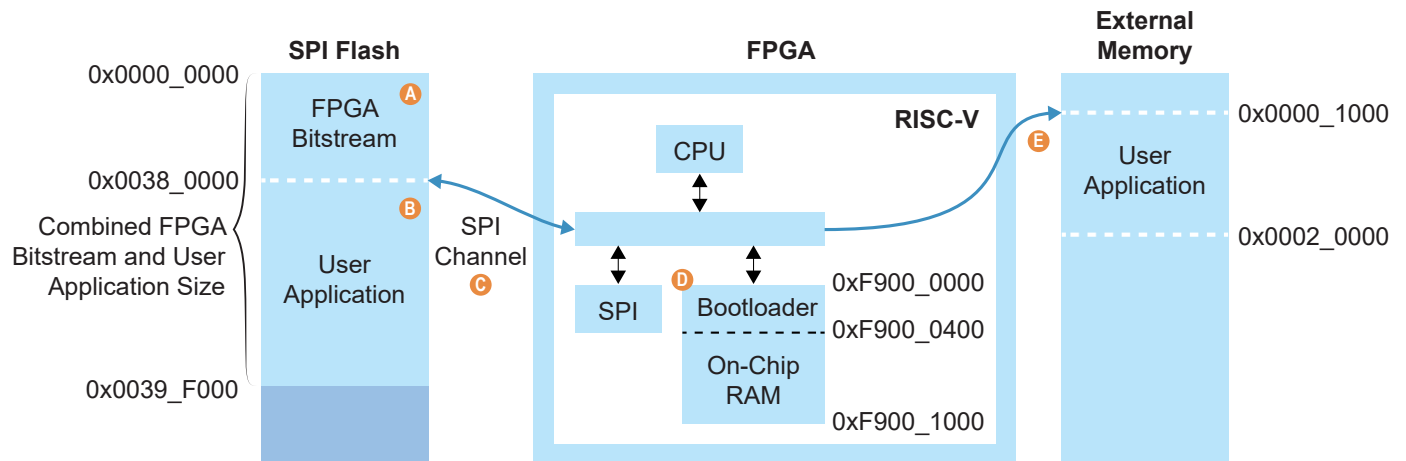 SPI Flash
0x0000_0000
FPGA
Bitstream
A
0x0038_0000
B
Combined FPGA
Bitstream and User
Application Size
User
Application
0x0039_F000
SPI
Channel
C
FPGA
RISC-V
CPU
SPI
D
Bootloader
On-Chip
RAM
0xF900_0000
0xF900_0400
0xF900_1000
E
External
Memory
0x0000_1000
User
Application
0x0002_0000